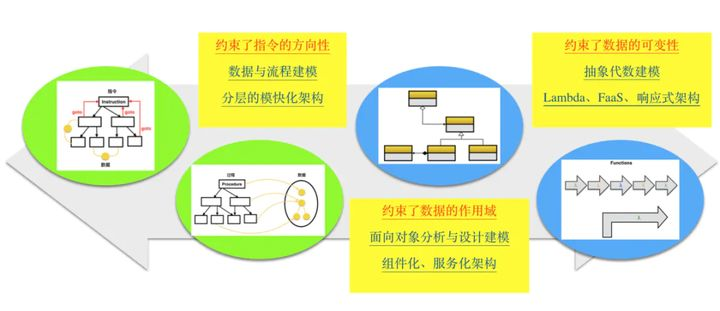 约束了指令的方向性
数据与流程建模
分层的模快化架构
约束了数据的可变性
抽象代数建模
Lambda、FaaS、响应式架构
指令
Instruction
goto
goto
goto
数据
过程
Procedure
数据
Functions
λ
约束了数据的作用域
面向对象分析与设计建模
组件化、服务化架构